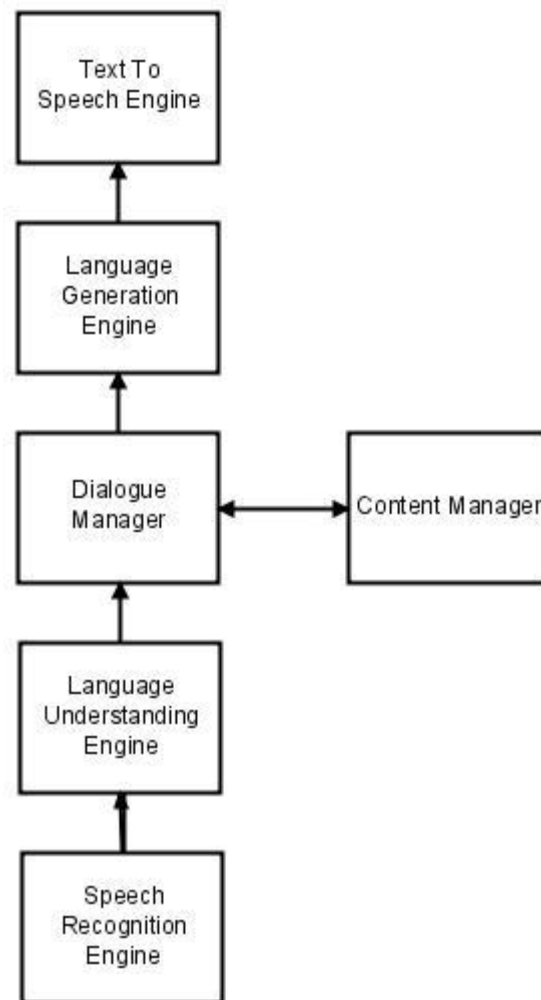 Text To
Speech Engine
Language
Generation
Engine
Dialogue
Manager
Content Manager
Language
Understanding
Engine
Speech
Recognition
Engine